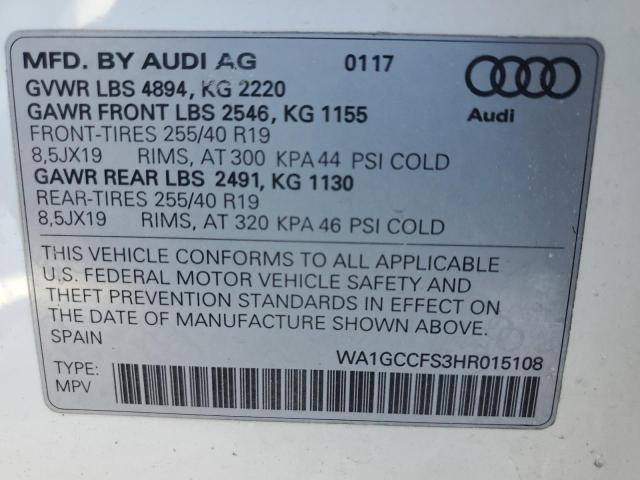 MFD. BY AUDI AG 0117
GVWR LBS 4894, KG 2220
GAWR FRONT LBS 2546, KG 1155
Audi
FRONT-TIRES 255/40 R19
8,5JX19 RIMS, AT 300 KPA 44 PSI COLD
GAWR REAR LBS 2491, KG 1130
REAR-TIRES 255/40 R19
8,5JX19 RIMS, AT 320 KPA 46 PSI COLD
THIS VEHICLE CONFORMS TO ALL APPLICABLE
U.S. FEDERAL MOTOR VEHICLE SAFETY AND
THEFT PREVENTION STANDARDS IN EFFECT ON
THE DATE OF MANUFACTURE SHOWN ABOVE.
SPAIN
WA1GCCFS3HR015108
TYPE:
MPV